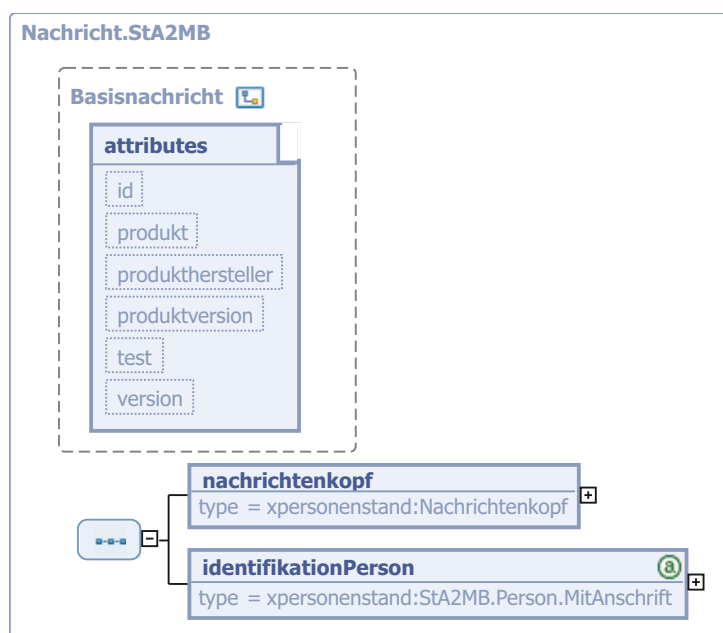 Nachricht.StA2MB
Basisnachricht
attributes
id
produkt
produkthersteller
produktversion
test
version
nachrichtenkopf
type = xpersonenstand:Nachrichtenkopf
identifikationPerson a
type = xpersonenstand:StA2MB.Person.MitAnschrift